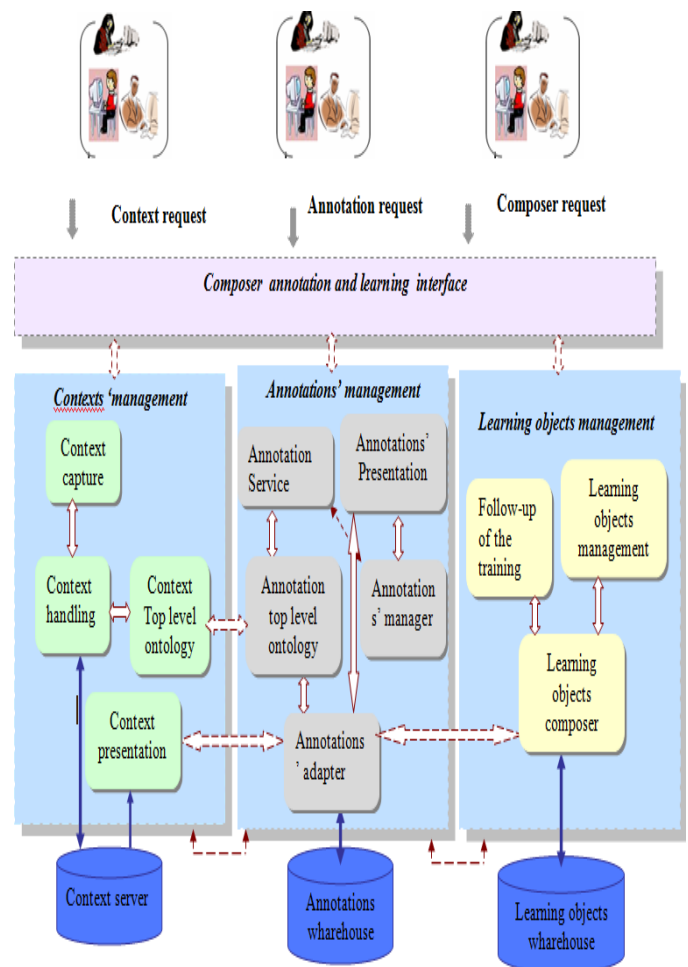 Context request
Annotation request
Composer request
Composer annotation and learning interface
Contexts ‘management
Annotations’ management
Learning objects management
Context
capture
Annotation
Service
Annotations’
Presentation
Follow-up
of the
training
Learning
objects
management
Context
handling
Context
Top level
ontology
Annotation
top level
ontology
Annotation
s’ manager
Learning
objects
composer
Context
presentation
Annotations
’ adapter
Context server
Annotations
wharehouse
Learning objects
wharehouse